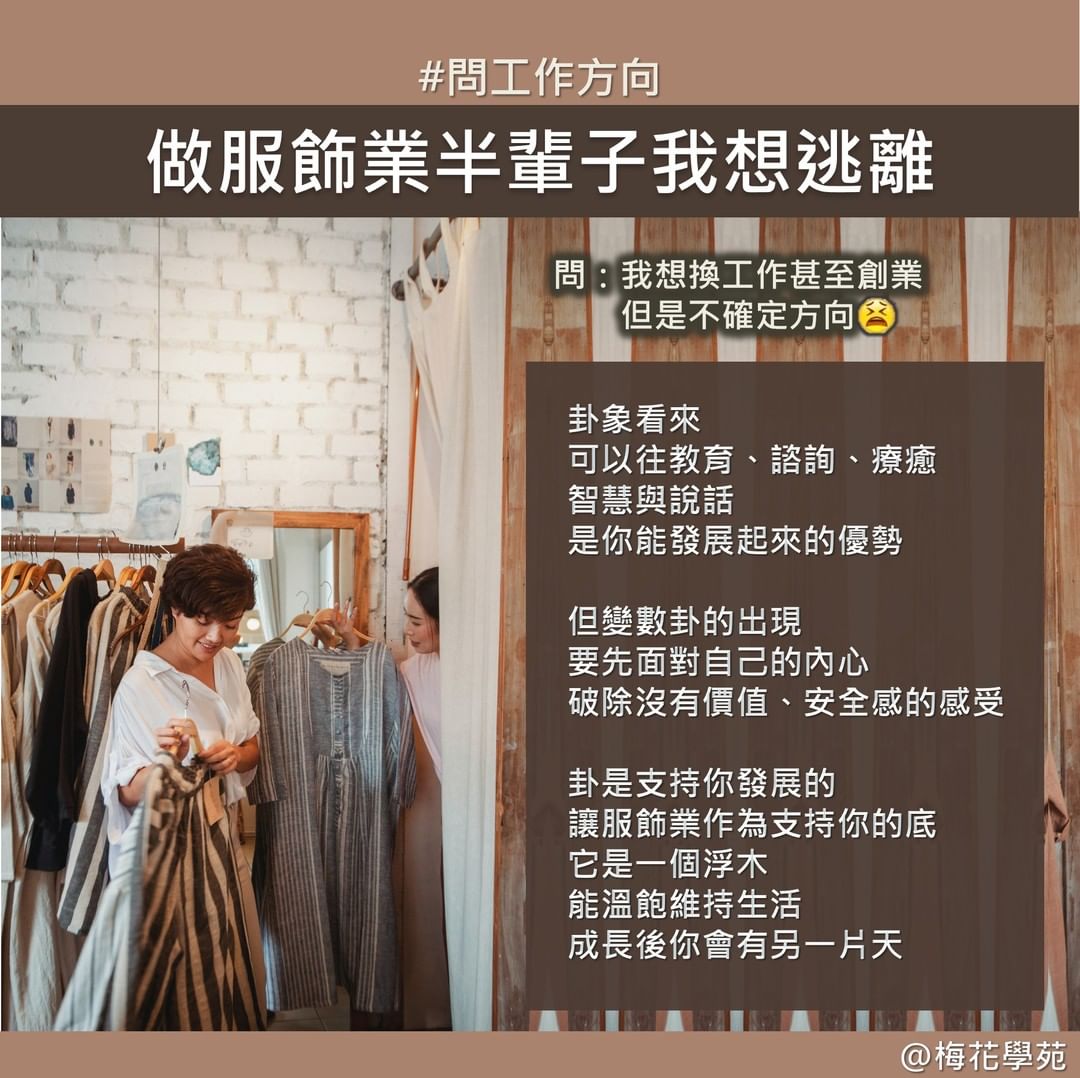 #問工作方向
做服飾業半輩子我想逃離
問：我想換工作甚至創業
但是不確定方向😫
卦象看來
可以往教育、諮詢、療癒
智慧與說話
是你能發展起來的優勢
但變數卦的出現
要先面對自己的內心
破除沒有價值、安全感的感受
卦是支持你發展的
讓服飾業作為支持你的底
它是一個浮木
能溫飽維持生活
成長後你會有另一片天
@梅花學苑